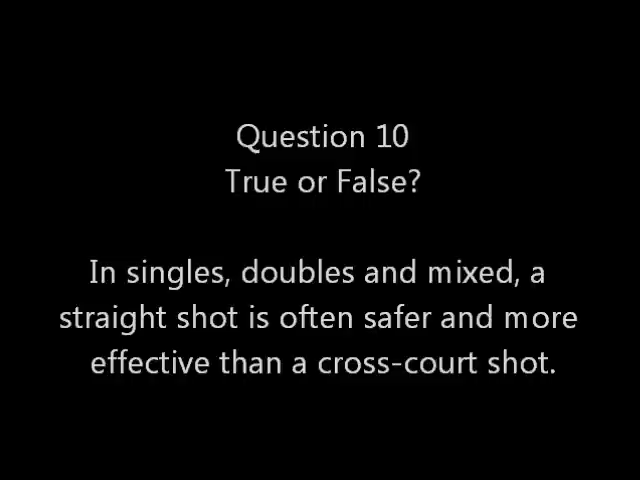 Question 10
True or False?
In singles, doubles and mixed, a
straight shot is often safer and more
effective than a cross-court shot.